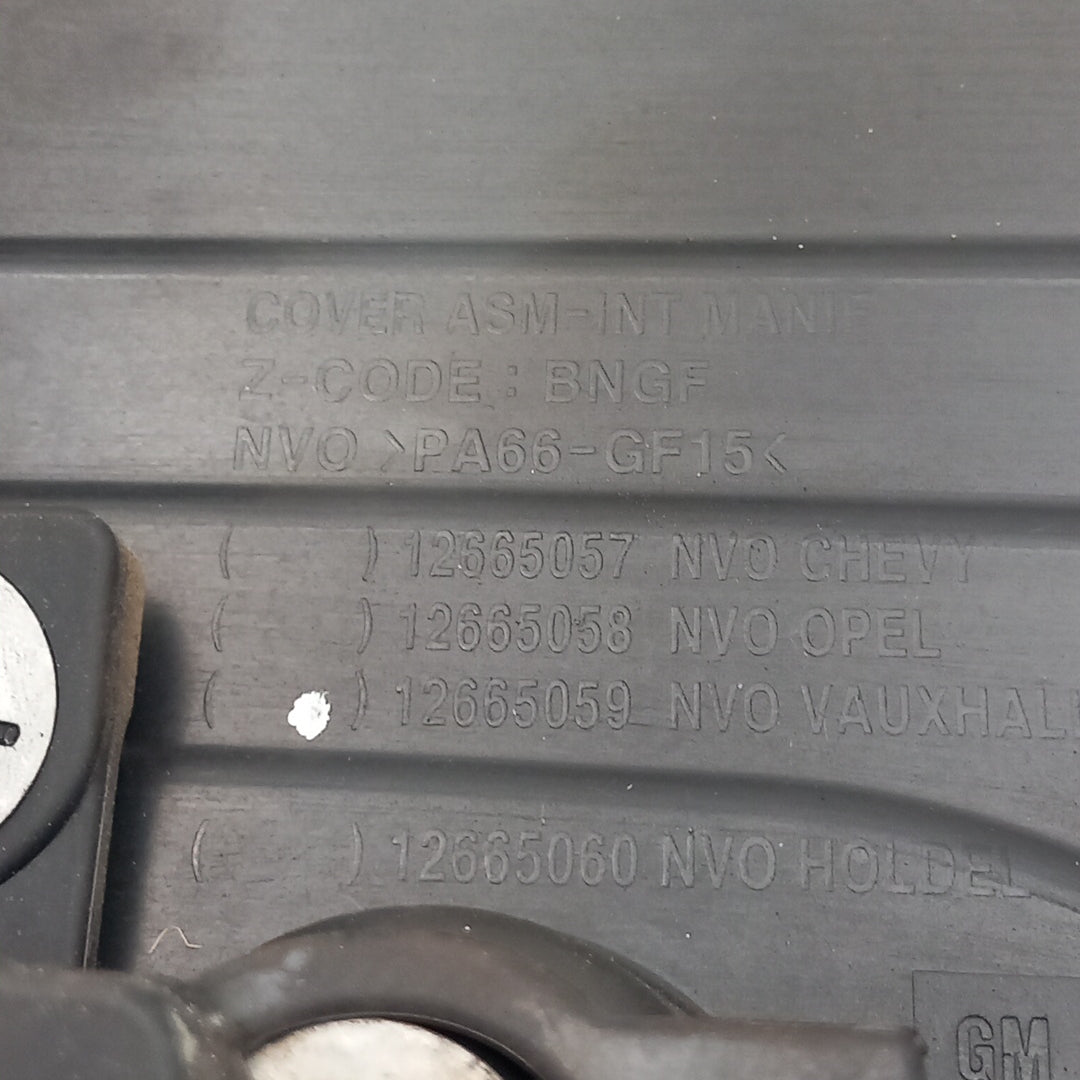 COVER ASM-INT MANIF
Z-CODE : BNGF
NVO >PA66-GF15<
( ) 12665057 NVO CHEVY
( ) 12665058 NVO OPEL
( ) 12665059 NVO VAUXHALL
( ) 12665060 NVO HOLDEL
GM